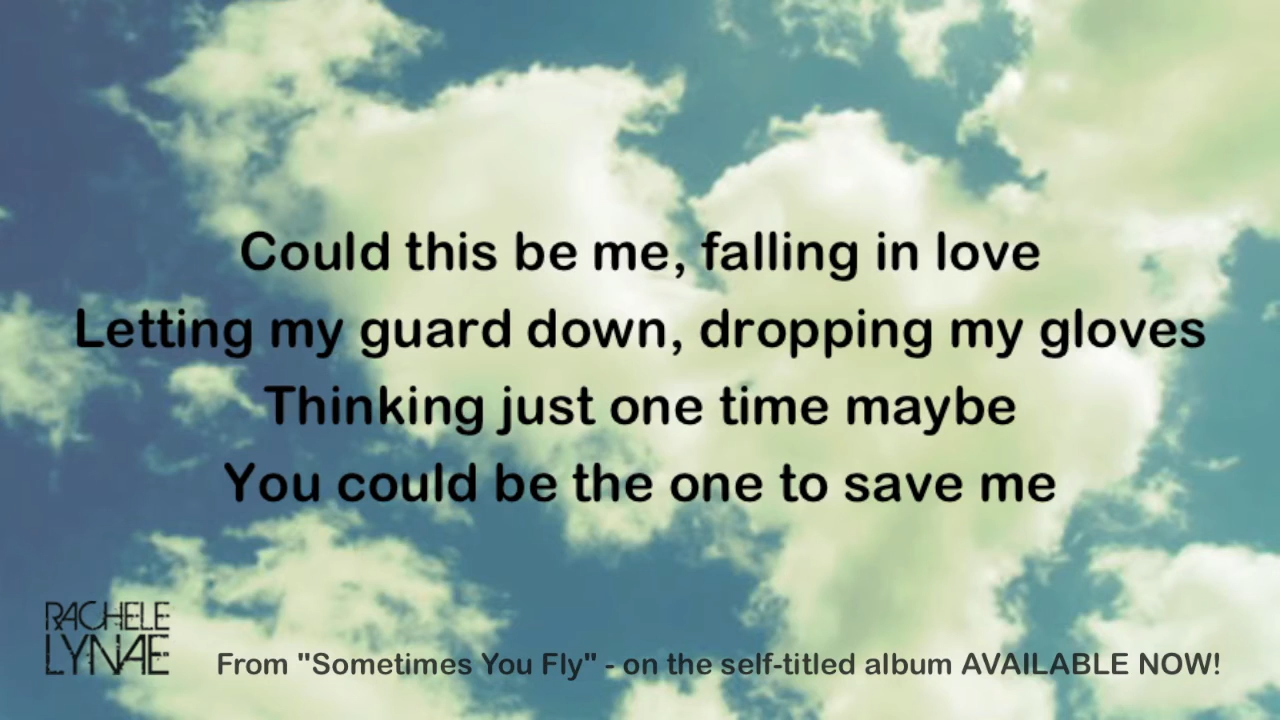 Could this be me, falling in love
Letting my guard down, dropping my gloves
Thinking just one time maybe
You could be the one to save me
RACHELE
LYNAE
From "Sometimes You Fly" - on the self-titled album AVAILABLE NOW!